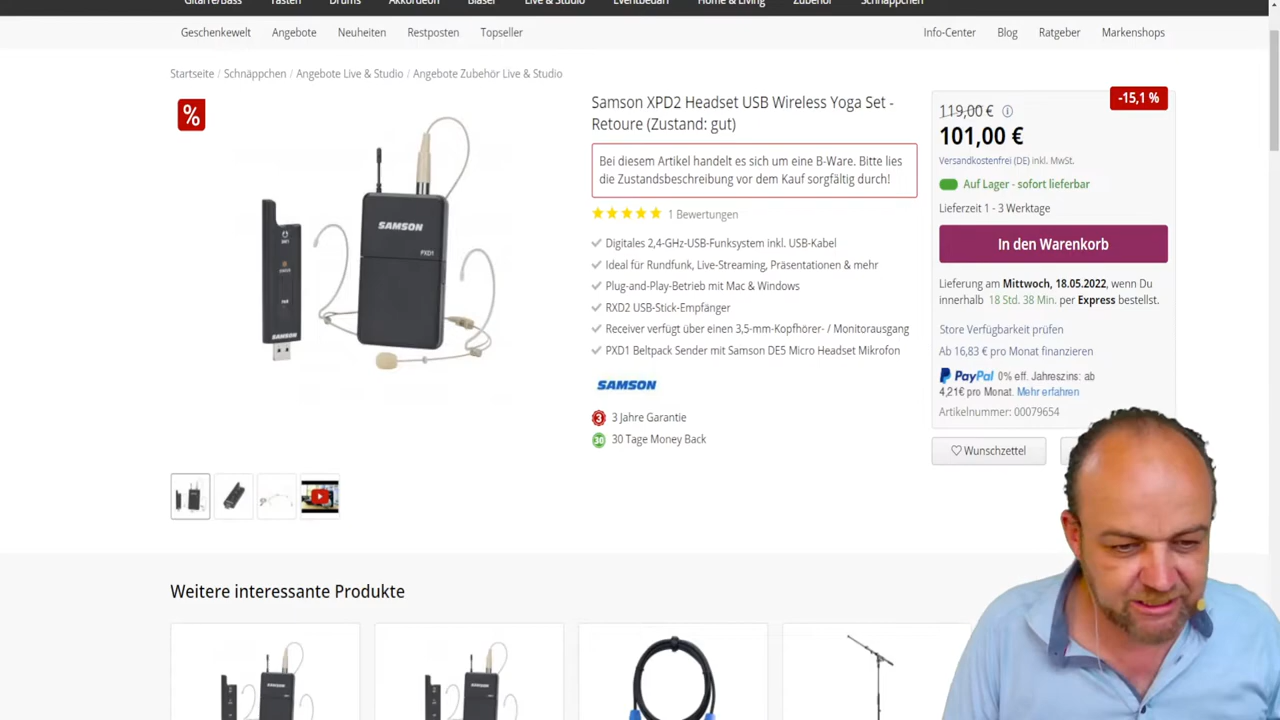 Gitarre/Bass Tasten Drums Akkordeon Bläser Live & Studio Eventbedarf Home & Living Zubehör Schnäppchen
Geschenkewelt Angebote Neuheiten Restposten Topseller Info-Center Blog Ratgeber Markenshops
Startseite / Schnäppchen / Angebote Live & Studio / Angebote Zubehör Live & Studio
%
SAMSON
PXD1
SAMSON
Samson XPD2 Headset USB Wireless Yoga Set -
Retoure (Zustand: gut)
Bei diesem Artikel handelt es sich um eine B-Ware. Bitte lies
die Zustandsbeschreibung vor dem Kauf sorgfältig durch!
1 Bewertungen
Digitales 2,4-GHz-USB-Funksystem inkl. USB-Kabel
Ideal für Rundfunk, Live-Streaming, Präsentationen & mehr
Plug-and-Play-Betrieb mit Mac & Windows
RXD2 USB-Stick-Empfänger
Receiver verfügt über einen 3,5-mm-Kopfhörer- / Monitorausgang
PXD1 Beltpack Sender mit Samson DE5 Micro Headset Mikrofon
SAMSON
3 3 Jahre Garantie
30 30 Tage Money Back
-15,1 %
119,00 €
101,00 €
Versandkostenfrei (DE) inkl. MwSt.
Auf Lager - sofort lieferbar
Lieferzeit 1 - 3 Werktage
In den Warenkorb
Lieferung am Mittwoch, 18.05.2022, wenn Du
innerhalb 18 Std. 38 Min. per Express bestellst.
Store Verfügbarkeit prüfen
Ab 16,83 € pro Monat finanzieren
PayPal 0% eff. Jahreszins: ab
4,21€ pro Monat. Mehr erfahren
Artikelnummer: 00079654
Wunschzettel
Weitere interessante Produkte